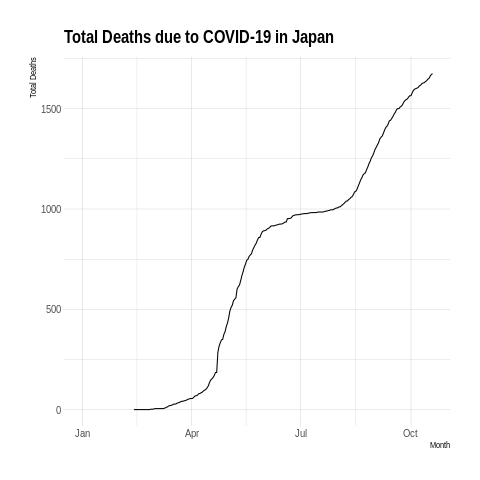 Total Deaths due to COVID-19 in Japan
Total Deaths
1500
1000
500
0
Jan Apr Jul Oct
Month